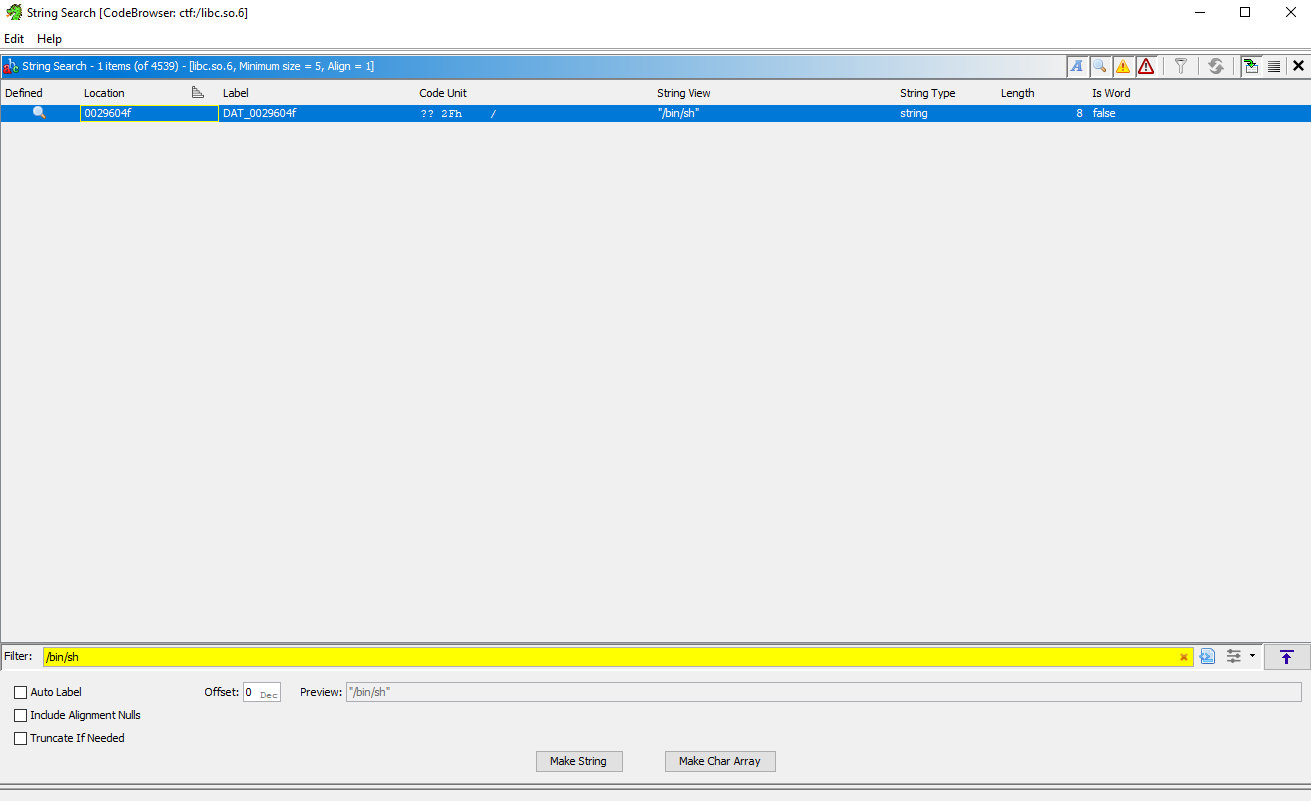 String Search [CodeBrowser: ctf:/libc.so.6]
Edit Help
String Search - 1 items (of 4539) - [libc.so.6, Minimum size = 5, Align = 1]
Defined Location Label Code Unit String View String Type Length Is Word
0029604f DAT_0029604f ?? 2Fh / "/bin/sh" string 8 false
Filter: /bin/sh
Auto Label Offset: 0 Dec Preview: "/bin/sh"
Include Alignment Nulls
Truncate If Needed
Make String Make Char Array